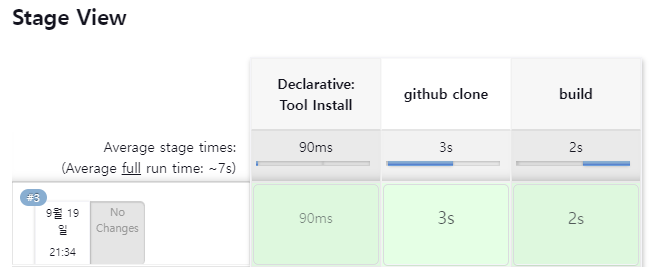 Stage View
Declarative:
Tool Install
github clone
build
Average stage times:
90ms
3s
2s
(Average full run time: ~7s)
#3
9월 19
일
21:34
No
Changes
90ms
3s
2s